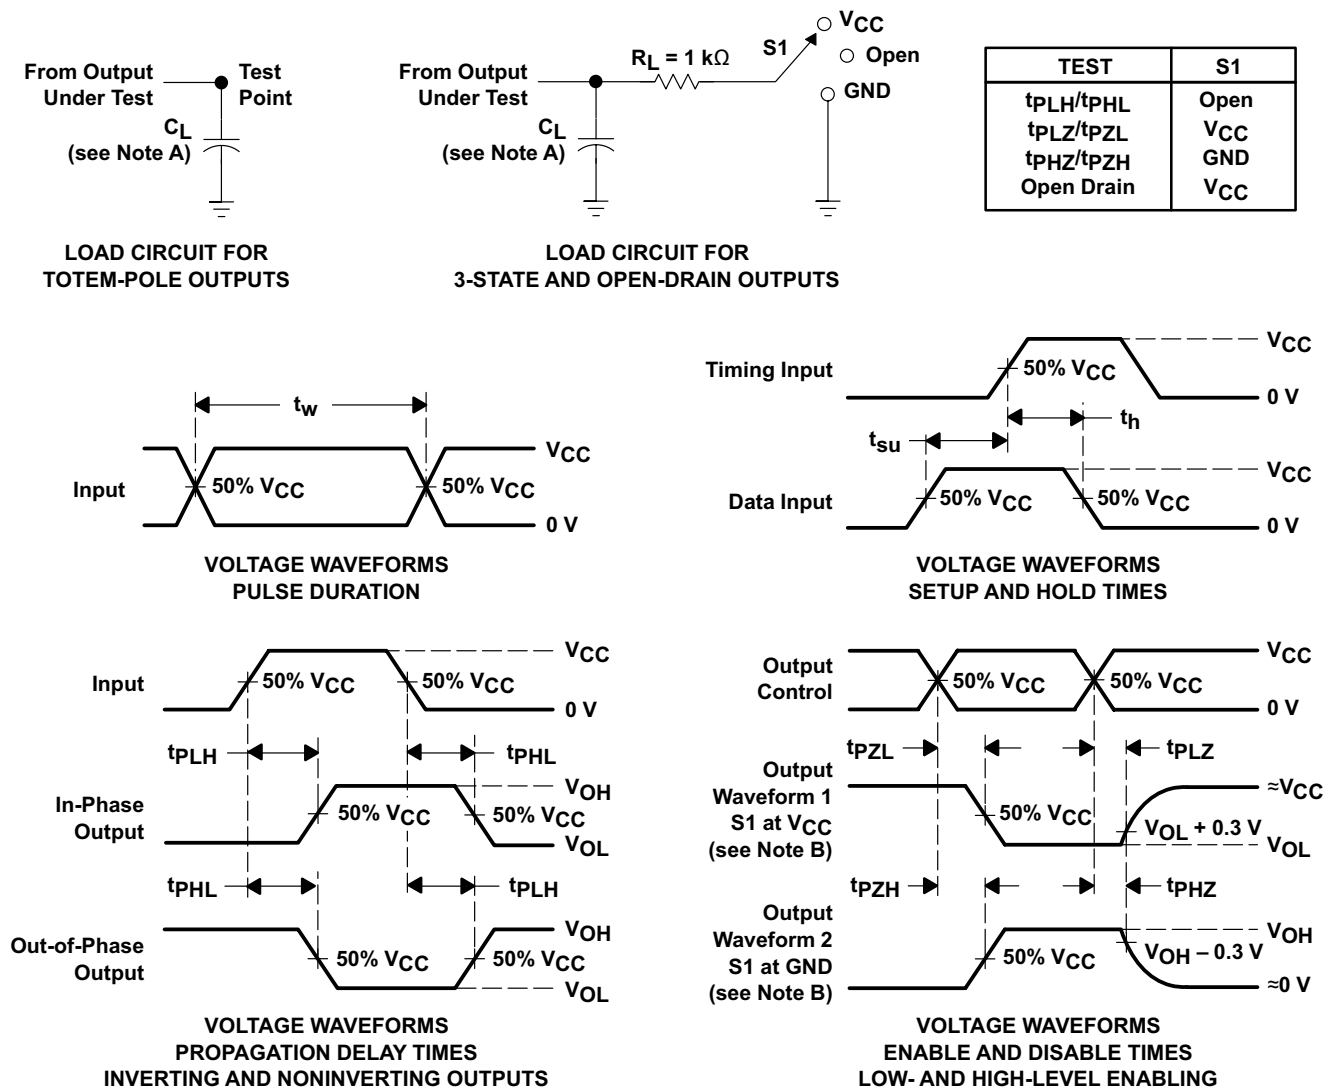 From Output
Under Test
Test
Point
CL
(see Note A)
LOAD CIRCUIT FOR
TOTEM-POLE OUTPUTS
From Output
Under Test
RL = 1 kΩ
S1
VCC
Open
GND
CL
(see Note A)
LOAD CIRCUIT FOR
3-STATE AND OPEN-DRAIN OUTPUTS
TEST S1
tPLH/tPHL Open
tPLZ/tPZL VCC
tPHZ/tPZH GND
Open Drain VCC
tw
Input
50% VCC
50% VCC
VCC
0 V
VOLTAGE WAVEFORMS
PULSE DURATION
Timing Input
50% VCC
VCC
0 V
th
tsu
Data Input
50% VCC
50% VCC
VCC
0 V
VOLTAGE WAVEFORMS
SETUP AND HOLD TIMES
Input
50% VCC
50% VCC
VCC
0 V
tPLH
tPHL
In-Phase
Output
50% VCC
50% VCC
VOH
VOL
tPHL
tPLH
Out-of-Phase
Output
50% VCC
50% VCC
VOH
VOL
VOLTAGE WAVEFORMS
PROPAGATION DELAY TIMES
INVERTING AND NONINVERTING OUTPUTS
Output
Control
50% VCC
50% VCC
VCC
0 V
tPZL
tPLZ
Output
Waveform 1
S1 at VCC
(see Note B)
50% VCC
VOL + 0.3 V
≈VCC
VOL
tPZH
tPHZ
Output
Waveform 2
S1 at GND
(see Note B)
50% VCC
VOH – 0.3 V
VOH
≈0 V
VOLTAGE WAVEFORMS
ENABLE AND DISABLE TIMES
LOW- AND HIGH-LEVEL ENABLING